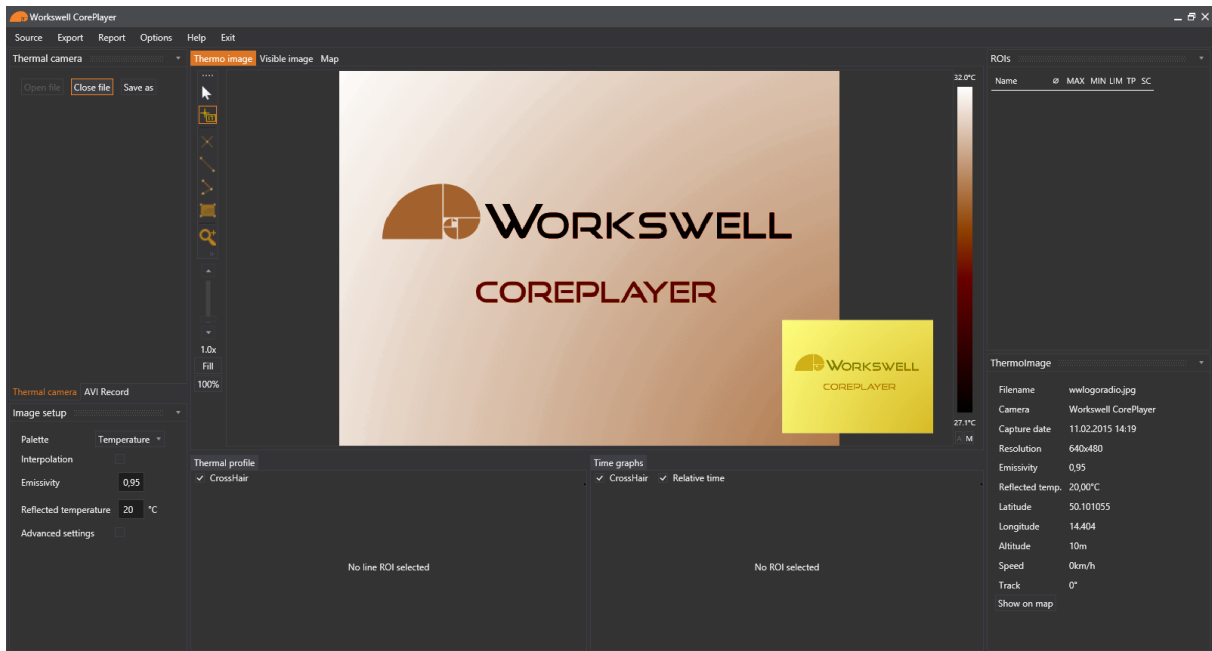 Workswell CorePlayer
Source Export Report Options Help Exit
Thermal camera
Open file Close file Save as
Thermal camera AVI Record
Image setup
Palette Temperature
Interpolation
Emissivity 0,95
Reflected temperature 20 °C
Advanced settings
Thermo image Visible image Map
1.0x
Fill
100%
WORKSWELL
COREPLAYER
WORKSWELL
COREPLAYER
32.0°C
27.1°C
A M
Thermal profile
CrossHair
No line ROI selected
Time graphs
CrossHair Relative time
No ROI selected
ROIs
Name Ø MAX MIN LIM TP SC
ThermoImage
Filename wwlogoradio.jpg
Camera Workswell CorePlayer
Capture date 11.02.2015 14:19
Resolution 640x480
Emissivity 0,95
Reflected temp. 20,00°C
Latitude 50.101055
Longitude 14.404
Altitude 10m
Speed 0km/h
Track 0°
Show on map